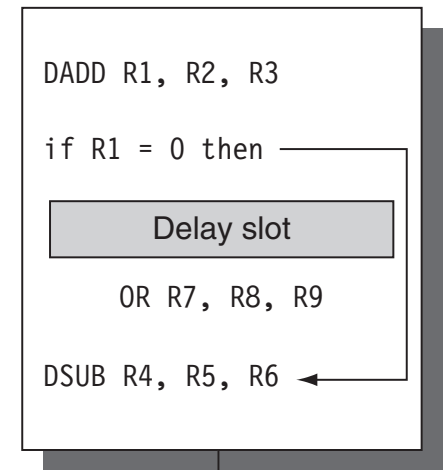 DADD R1, R2, R3
if R1 = 0 then
Delay slot
OR R7, R8, R9
DSUB R4, R5, R6